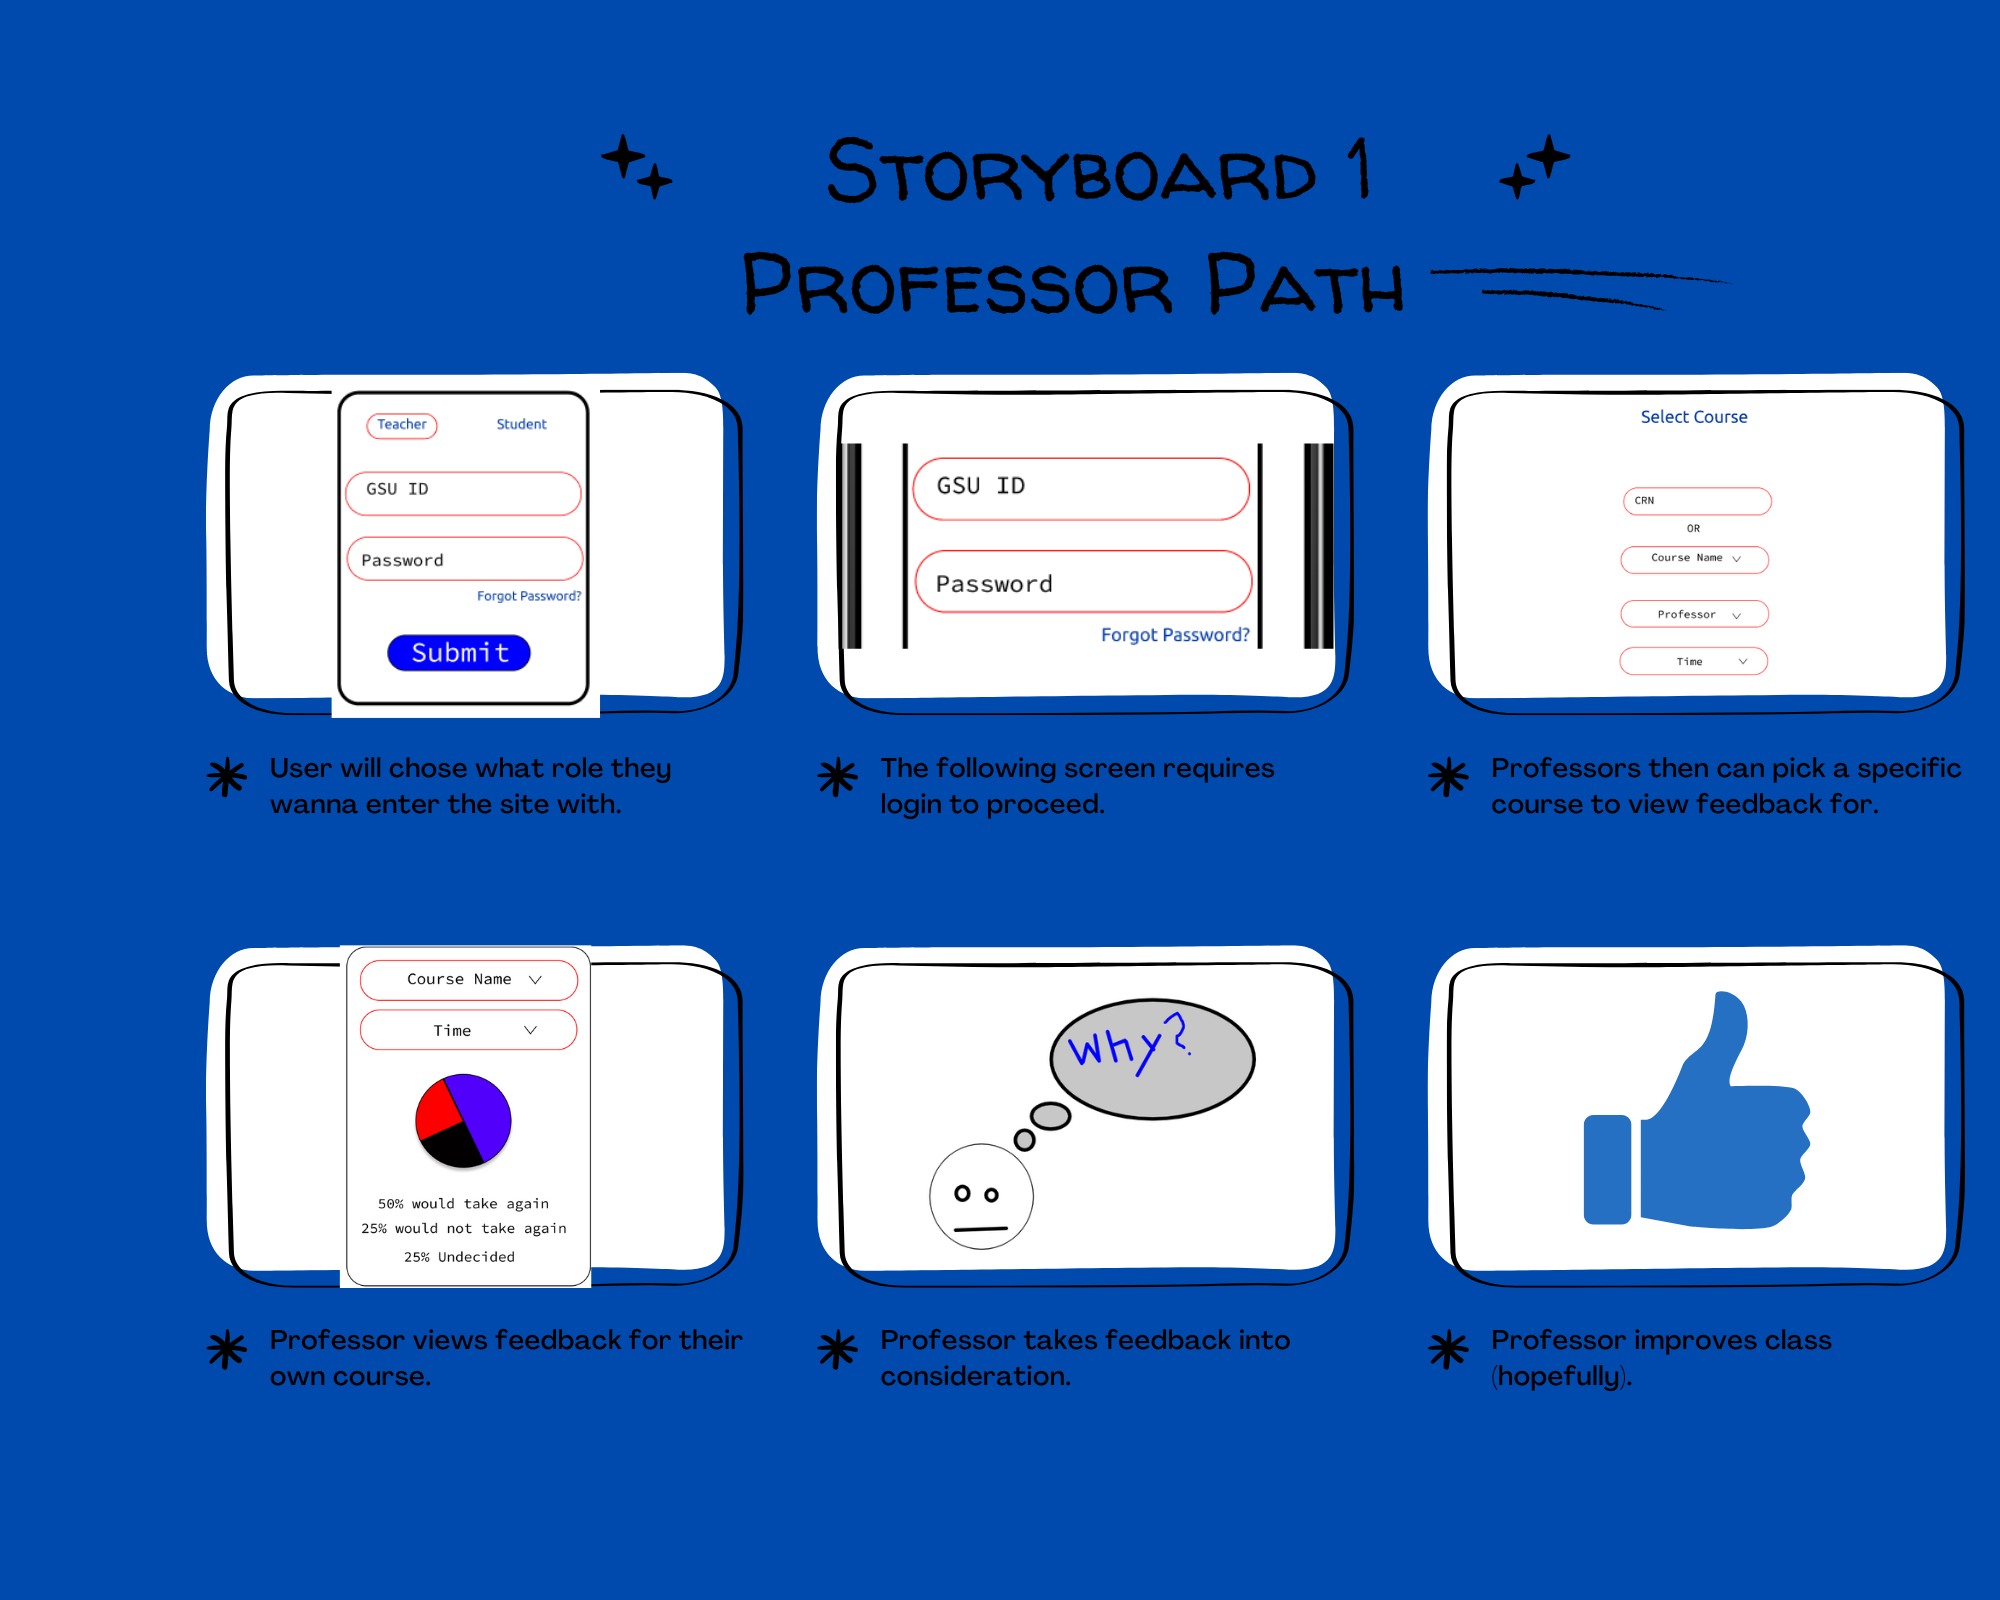 Storyboard 1
Professor Path
Teacher Student
GSU ID
Password
Forgot Password?
Submit
User will chose what role they
wanna enter the site with.
GSU ID
Password
Forgot Password?
The following screen requires
login to proceed.
Select Course
CRN
OR
Course Name
Professor
Time
Professors then can pick a specific
course to view feedback for.
Course Name
Time
50% would take again
25% would not take again
25% Undecided
Professor views feedback for their
own course.
Why?
Professor takes feedback into
consideration.
Professor improves class
(hopefully).